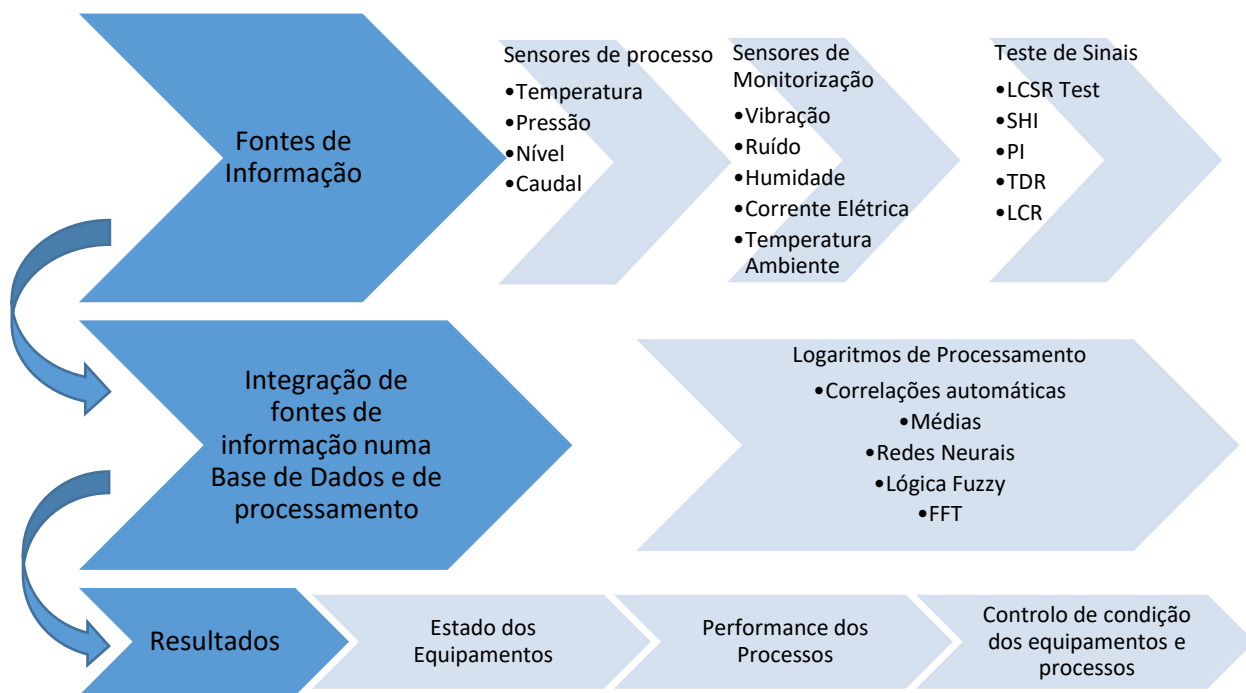 Fontes de
Informação
Sensores de processo
•Temperatura
•Pressão
•Nível
•Caudal
Sensores de
Monitorização
•Vibração
•Ruído
•Humidade
•Corrente Elétrica
•Temperatura
Ambiente
Teste de Sinais
•LCSR Test
•SHI
•PI
•TDR
•LCR
Integração de
fontes de
informação numa
Base de Dados e de
processamento
Logaritmos de Processamento
•Correlações automáticas
•Médias
•Redes Neurais
•Lógica Fuzzy
•FFT
Resultados
Estado dos
Equipamentos
Performance dos
Processos
Controlo de condição
dos equipamentos e
processos